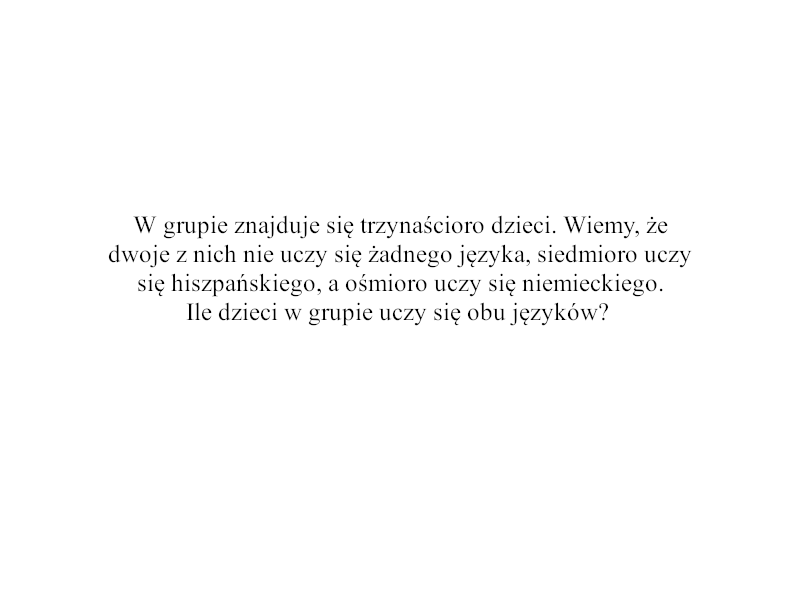 W grupie znajduje się trzynaścioro dzieci. Wiemy, że
dwoje z nich nie uczy się żadnego języka, siedmioro uczy
się hiszpańskiego, a ośmioro uczy się niemieckiego.
Ile dzieci w grupie uczy się obu języków?